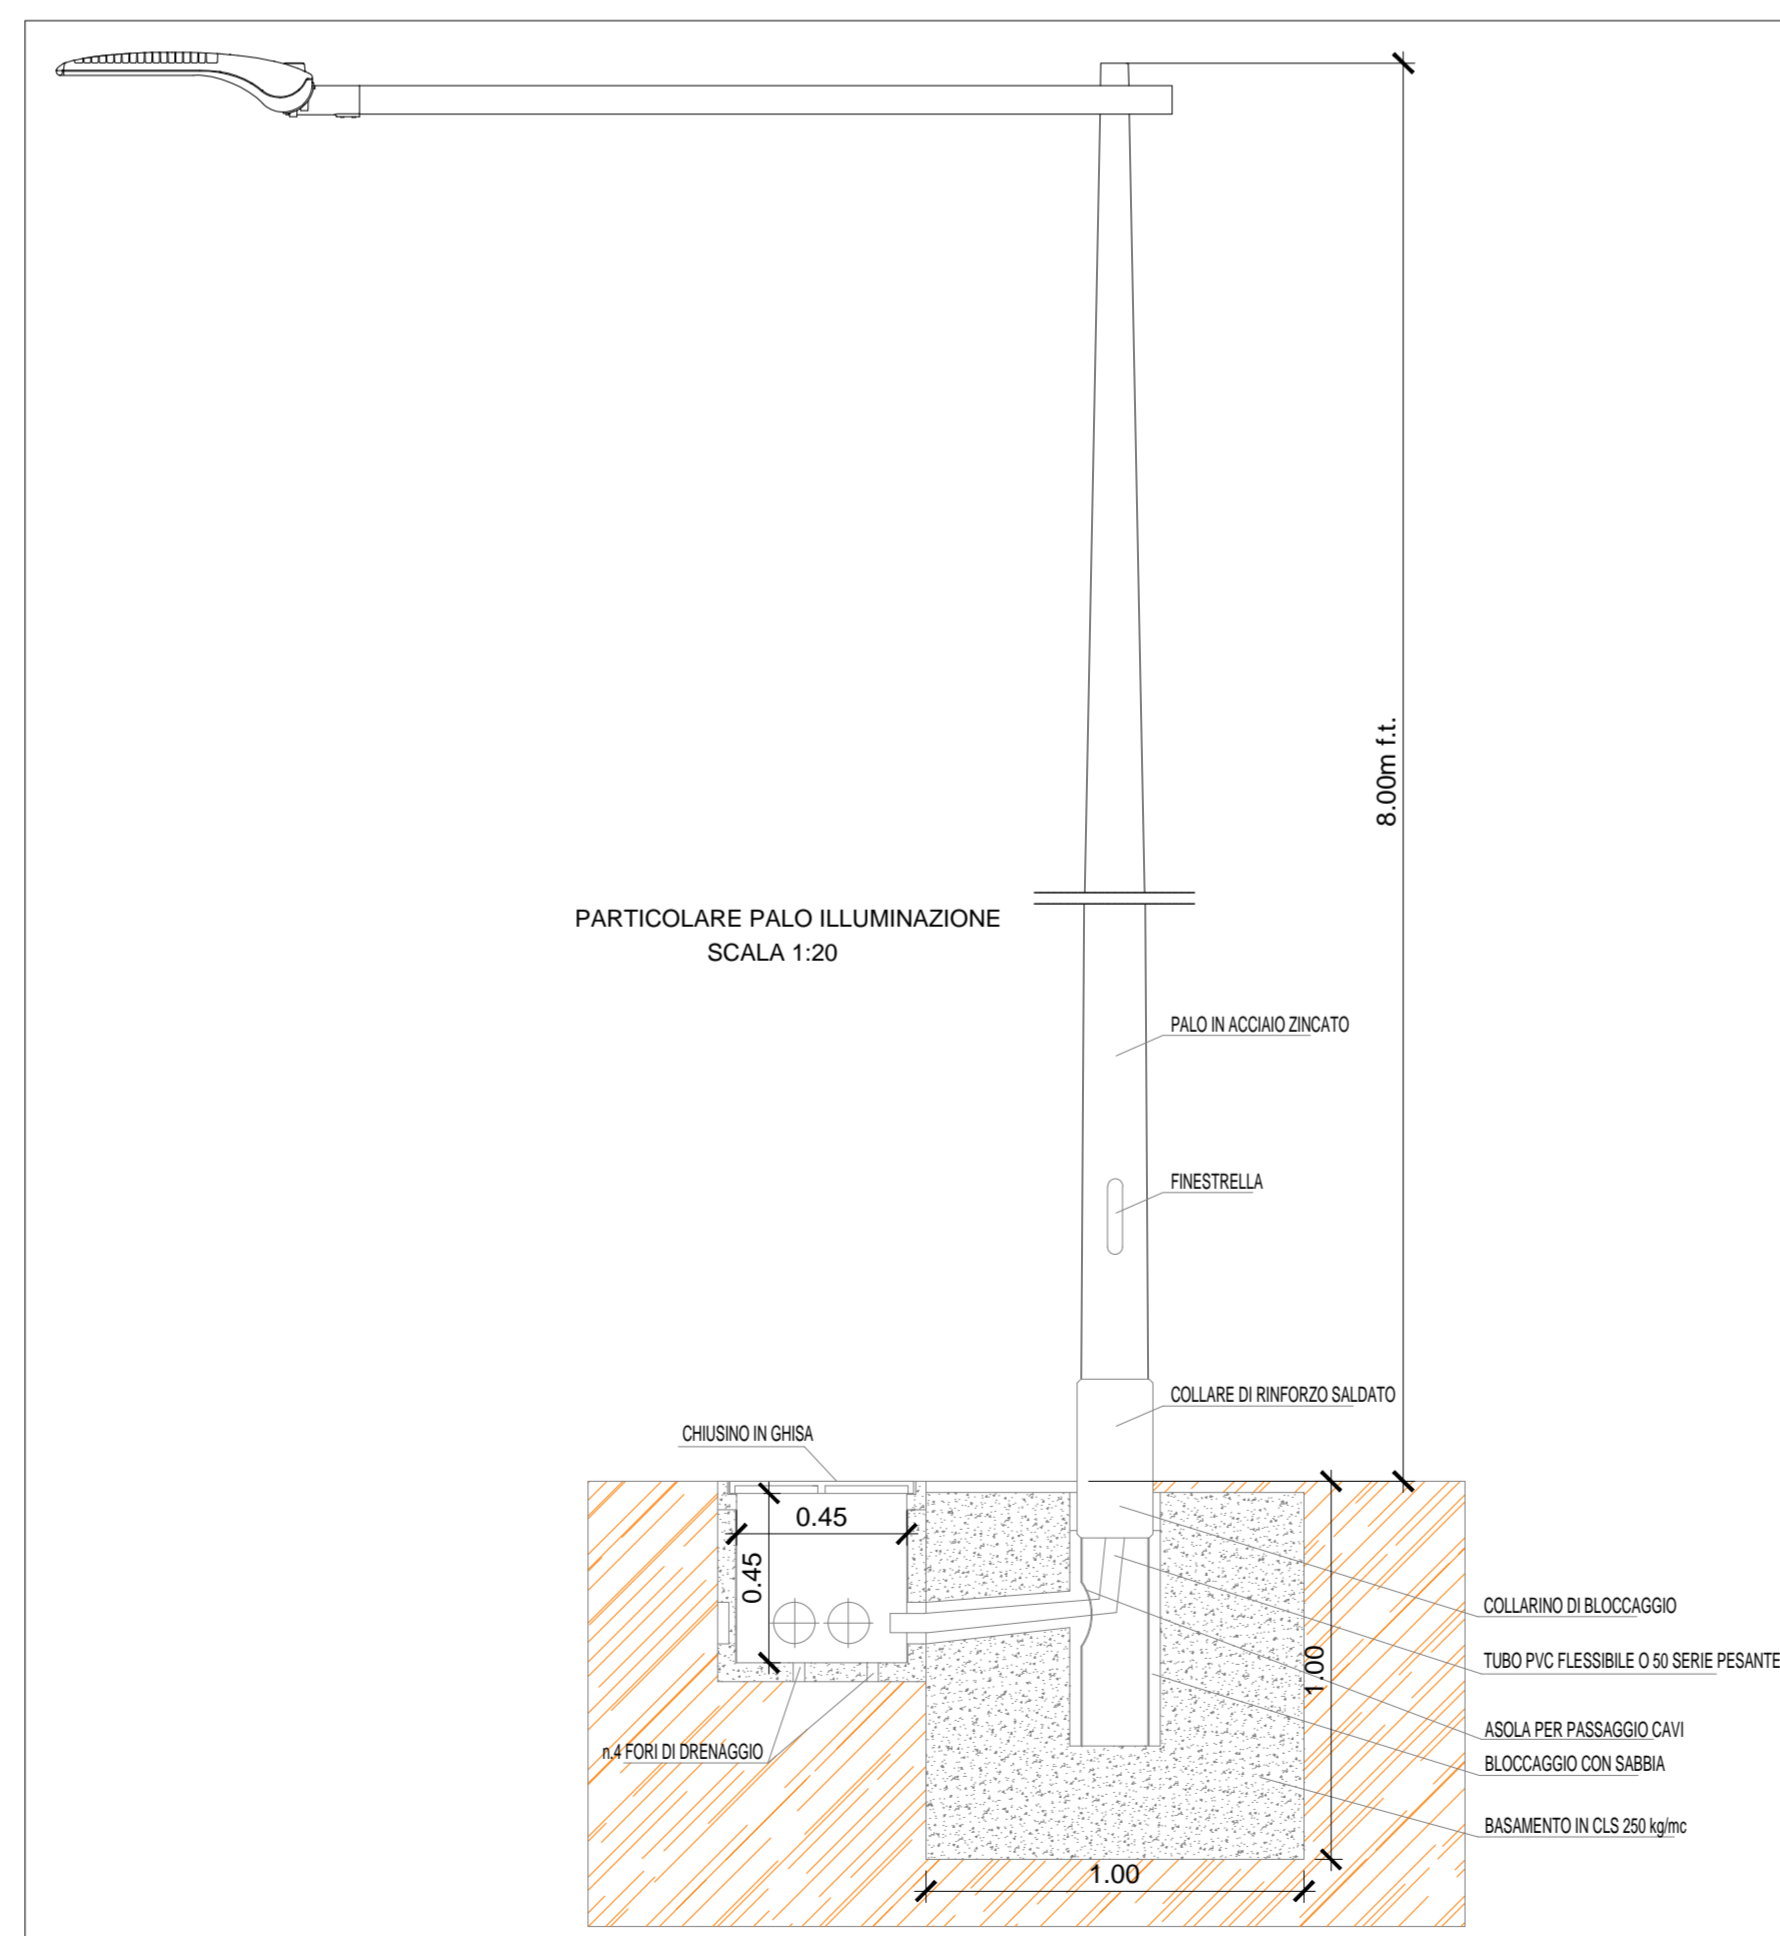 8.00m f.t.
PARTICOLARE PALO ILLUMINAZIONE
SCALA 1:20
PALO IN ACCIAIO ZINCATO
FINESTRELLA
COLLARE DI RINFORZO SALDATO
CHIUSINO IN GHISA
0.45
0.45
COLLARINO DI BLOCCAGGIO
TUBO PVC FLESSIBILE O 50 SERIE PESANTE
1.00
ASOLA PER PASSAGGIO CAVI
n.4 FORI DI DRENAGGIO
BLOCCAGGIO CON SABBIA
BASAMENTO IN CLS 250 kg/mc
1.00